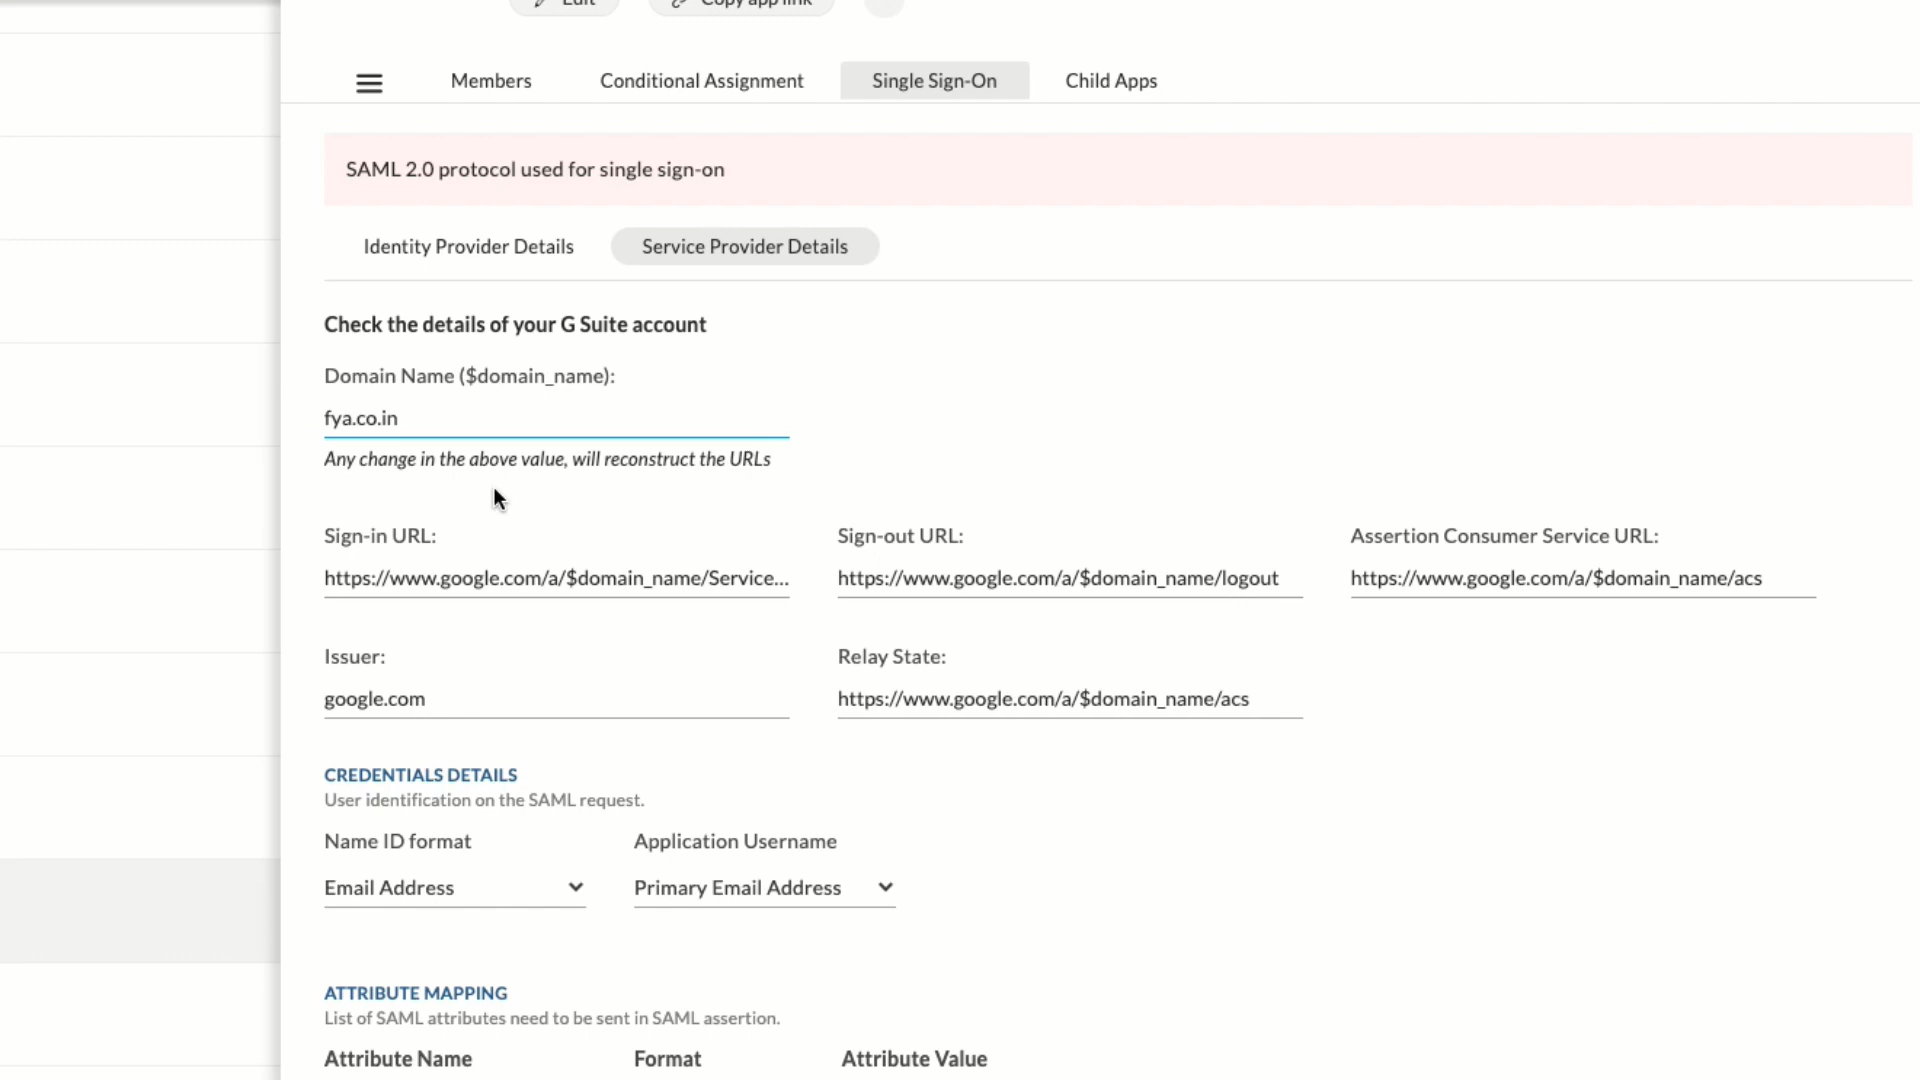 Edit Copy app link
Members Conditional Assignment Single Sign-On Child Apps
SAML 2.0 protocol used for single sign-on
Identity Provider Details Service Provider Details
Check the details of your G Suite account
Domain Name ($domain_name):
fya.co.in
Any change in the above value, will reconstruct the URLs
Sign-in URL: Sign-out URL: Assertion Consumer Service URL:
https://www.google.com/a/$domain_name/Service... https://www.google.com/a/$domain_name/logout https://www.google.com/a/$domain_name/acs
Issuer: Relay State:
google.com https://www.google.com/a/$domain_name/acs
CREDENTIALS DETAILS
User identification on the SAML request.
Name ID format Application Username
Email Address Primary Email Address
ATTRIBUTE MAPPING
List of SAML attributes need to be sent in SAML assertion.
Attribute Name Format Attribute Value